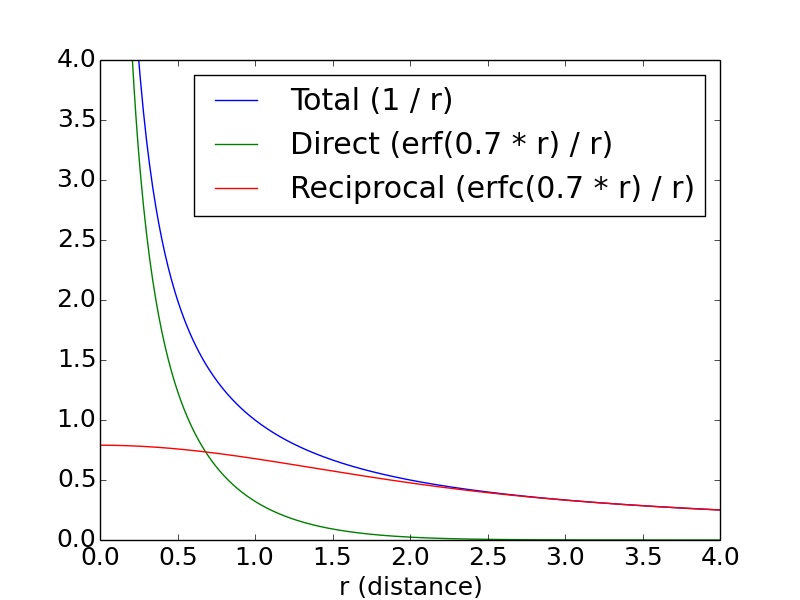 4.0
3.5
3.0
2.5
2.0
1.5
1.0
0.5
0.0
Total (1 / r)
Direct (erf(0.7 * r) / r)
Reciprocal (erfc(0.7 * r) / r)
0.0 0.5 1.0 1.5 2.0 2.5 3.0 3.5 4.0
r (distance)